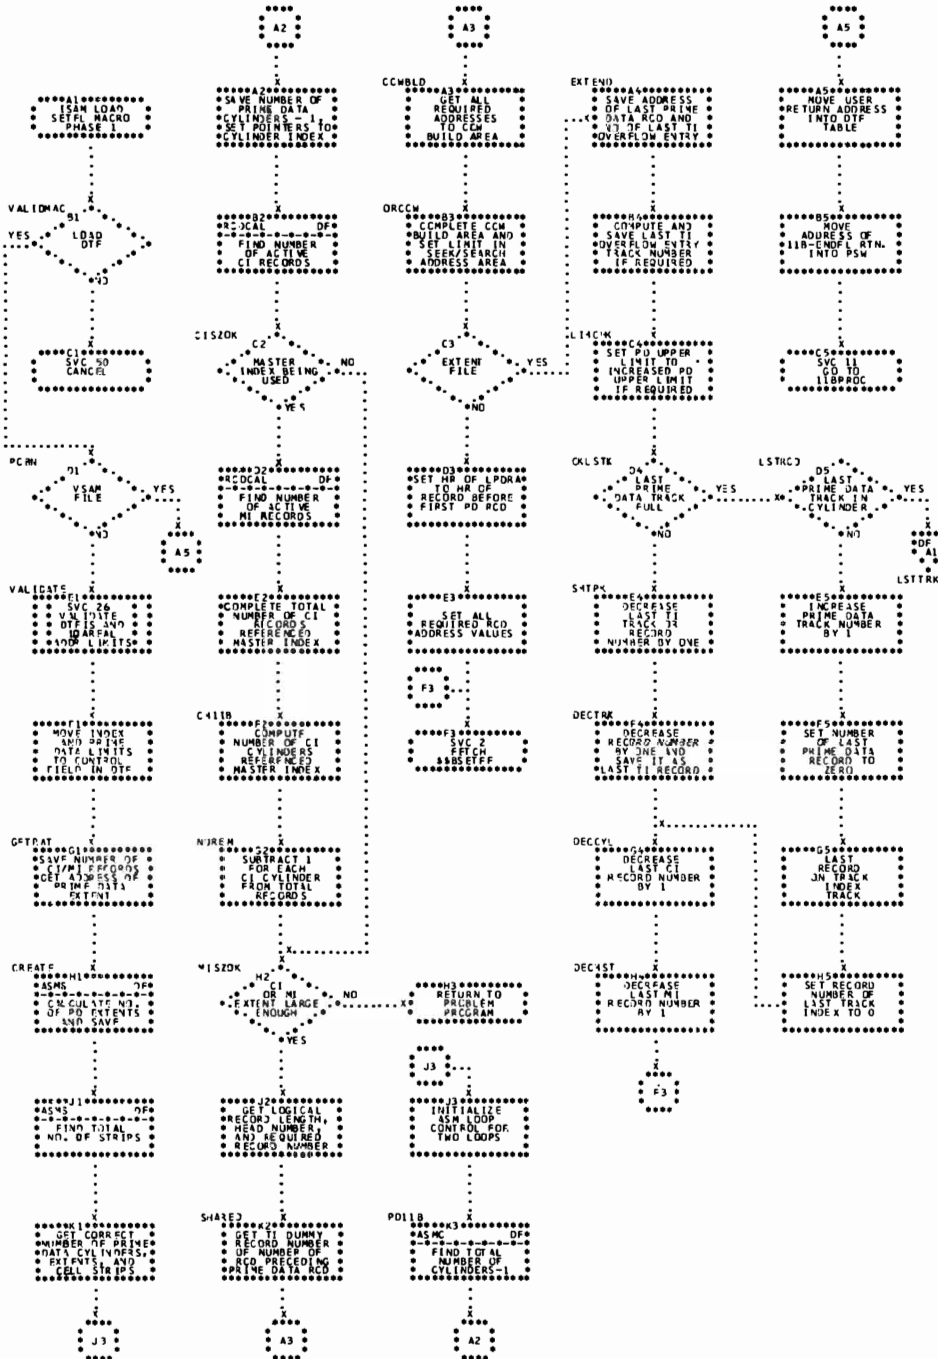 A1
ISAM LOAD
SETFL MACRO
PHASE 1
VALIDMAC
B1
LOAD
DTF
YES
NO
C1
SVC 50
CANCEL
D1
VSAM
FILE
YES
NO
A5
VALIDATE
E1
SVC 26
VALIDATE
DTFIS AND
ADDR LIMITS
F1
MOVE INDEX
AND PRIME
DATA LIMITS
TO CONTROL
FIELD IN DTF
G1
SAVE NUMBER OF
CI/MI RECORDS
GET ADDRESS OF
PRIME DATA
EXTENT
CREATE
H1
ASMS DF
CALCULATE NO.
OF PD EXTENTS
AND SAVE
J1
ASMS DF
FIND TOTAL
NO. OF STRIPS
K1
GET CORRECT
NUMBER OF PRIME
DATA CYLINDERS,
EXTENTS, AND
CELL STRIPS
J3
A2
A2
SAVE NUMBER OF
PRIME DATA
CYLINDERS - 1,
SET POINTERS TO
CYLINDER INDEX
B2
RCDCAL DF
FIND NUMBER
OF ACTIVE
CI RECORDS
CISZOK
C2
MASTER
INDEX BEING
USED
NO
YES
D2
RCDCAL DF
FIND NUMBER
OF ACTIVE
MI RECORDS
E2
COMPLETE TOTAL
NUMBER OF CI
RECORDS
REFERENCED
MASTER INDEX
F2
COMPUTE
NUMBER OF CI
CYLINDERS
REFERENCED
MASTER INDEX
NOREM
G2
SUBTRACT 1
FOR EACH
CI CYLINDER
FROM TOTAL
RECORDS
MISZOK
H2
CI
OR MI
EXTENT LARGE
ENOUGH
NO
YES
J2
GET LOGICAL
RECORD LENGTH,
HEAD NUMBER,
AND REQUIRED
RECORD NUMBER
SHARED
K2
GET TI DUMMY
RECORD NUMBER
OF NUMBER OF
RCD PRECEDING
PRIME DATA RCD
A3
A3
CCWBLD
A3
GET ALL
REQUIRED
ADDRESSES
TO CCW
BUILD AREA
ORCCW
B3
COMPLETE CCW
BUILD AREA AND
SET LIMIT IN
SEEK/SEARCH
ADDRESS AREA
C3
EXTENT
FILE
YES
NO
D3
SET HR OF LPDRA
TO HR OF
RECORD BEFORE
FIRST PD RCD
E3
SET ALL
REQUIRED RCD
ADDRESS VALUES
F3
F3
SVC 2
FETCH
$$BSETFF
H3
RETURN TO
PROBLEM
PROGRAM
J3
J3
INITIALIZE
ASM LOOP
CONTROL FOR
TWO LOOPS
PD11B
K3
ASMC DF
FIND TOTAL
NUMBER OF
CYLINDERS-1
A2
EXTEND
A4
SAVE ADDRESS
OF LAST PRIME
DATA RCD AND
NO OF LAST TI
OVERFLOW ENTRY
B4
COMPUTE AND
SAVE LAST TI
OVERFLOW ENTRY
TRACK NUMBER
IF REQUIRED
C4
SET PD UPPER
LIMIT TO
INCREASED PD
UPPER LIMIT
IF REQUIRED
CKLSTK
D4
LAST
PRIME
DATA TRACK
FULL
YES
NO
E4
DECREASE
LAST TI
TRACK OR
RECORD
NUMBER BY ONE
DECTRK
F4
DECREASE
RECORD NUMBER
BY ONE AND
SAVE IT AS
LAST TI RECORD
DECCYL
G4
DECREASE
LAST CI
RECORD NUMBER
BY 1
DECMST
H4
DECREASE
LAST MI
RECORD NUMBER
BY 1
F3
A5
A5
MOVE USER
RETURN ADDRESS
INTO DTF
TABLE
B5
MOVE
ADDRESS OF
11B-ENDFL RTN.
INTO PSW
C5
SVC 11
GO TO
11BPROC
LSTRCD
D5
LAST
PRIME DATA
TRACK IN
CYLINDER
YES
NO
DF
A1
LSTTRK
E5
INCREASE
PRIME DATA
TRACK NUMBER
BY 1
F5
SET NUMBER
OF LAST
PRIME DATA
RECORD TO
ZERO
G5
LAST
RECORD
ON TRACK
INDEX
TRACK
H5
SET RECORD
NUMBER OF
LAST TRACK
INDEX TO 0